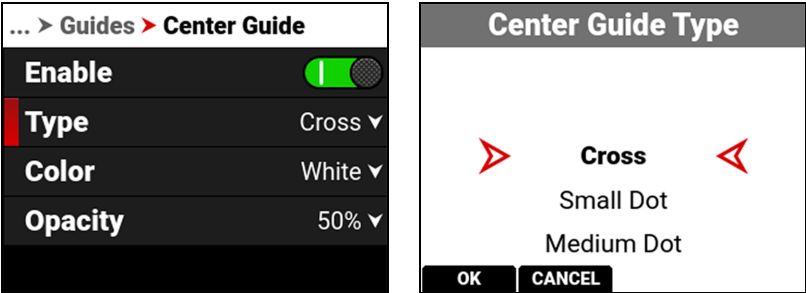 ... > Guides > Center Guide
Enable
Type Cross
Color White
Opacity 50%
Center Guide Type
Cross
Small Dot
Medium Dot
OK CANCEL